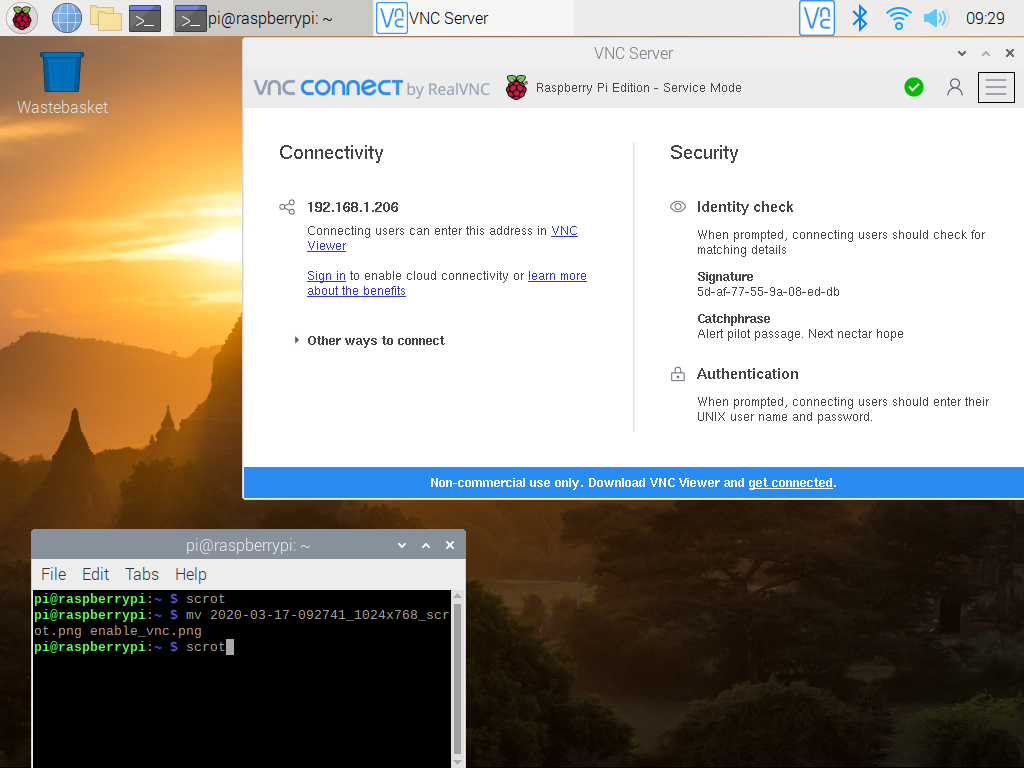 pi@raspberrypi: ~
VNC Server
09:29
Wastebasket
VNC Server
vnc connect by RealVNC
Raspberry Pi Edition - Service Mode
Connectivity
192.168.1.206
Connecting users can enter this address in VNC
Viewer
Sign in to enable cloud connectivity or learn more
about the benefits
Other ways to connect
Security
Identity check
When prompted, connecting users should check for
matching details
Signature
5d-af-77-55-9a-08-ed-db
Catchphrase
Alert pilot passage. Next nectar hope
Authentication
When prompted, connecting users should enter their
UNIX user name and password.
Non-commercial use only. Download VNC Viewer and get connected.
pi@raspberrypi: ~
File Edit Tabs Help
pi@raspberrypi:~ $ scrot
pi@raspberrypi:~ $ mv 2020-03-17-092741_1024x768_scr
ot.png enable_vnc.png
pi@raspberrypi:~ $ scrot